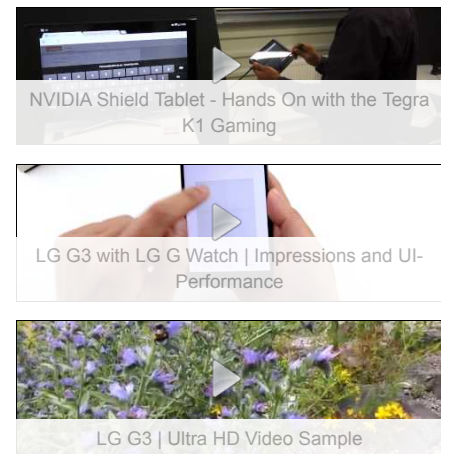 NVIDIA Shield Tablet - Hands On with the Tegra
K1 Gaming
LG G3 with LG G Watch | Impressions and UI-
Performance
LG G3 | Ultra HD Video Sample